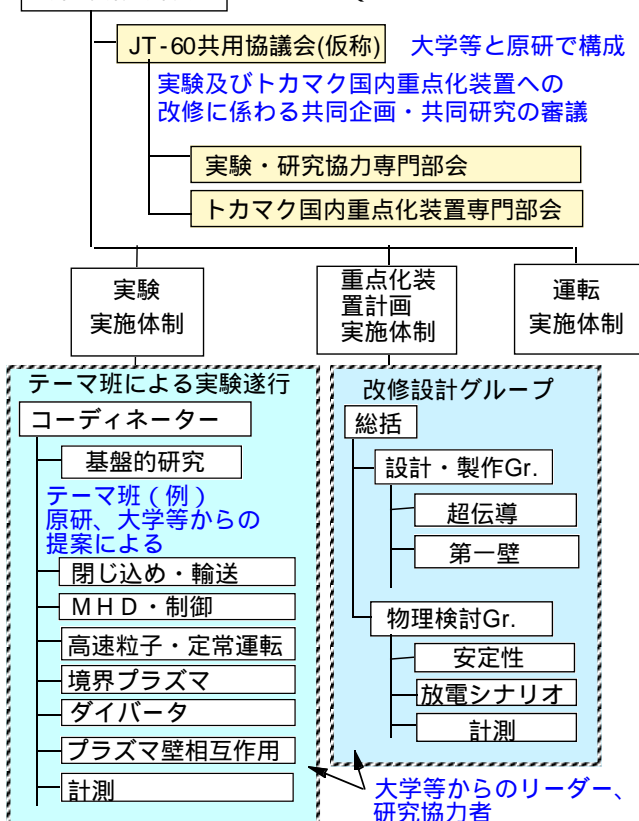 JT-60共用協議会(仮称) 大学等と原研で構成
実験及びトカマク国内重点化装置への
改修に係わる共同企画・共同研究の審議
実験・研究協力専門部会
トカマク国内重点化装置専門部会
実験
実施体制
重点化装
置計画
実施体制
運転
実施体制
テーマ班による実験遂行
コーディネーター
基盤的研究
テーマ班(例)
原研、大学等からの
提案による
閉じ込め・輸送
MHD・制御
高速粒子・定常運転
境界プラズマ
ダイバータ
プラズマ壁相互作用
計測
改修設計グループ
総括
設計・製作Gr.
超伝導
第一壁
物理検討Gr.
安定性
放電シナリオ
計測
大学等からのリーダー、
研究協力者